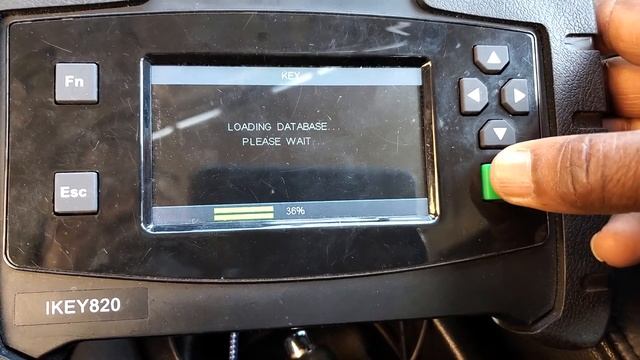 KEY
Fn
LOADING DATABASE...
PLEASE WAIT...
Esc
36%
IKEY820